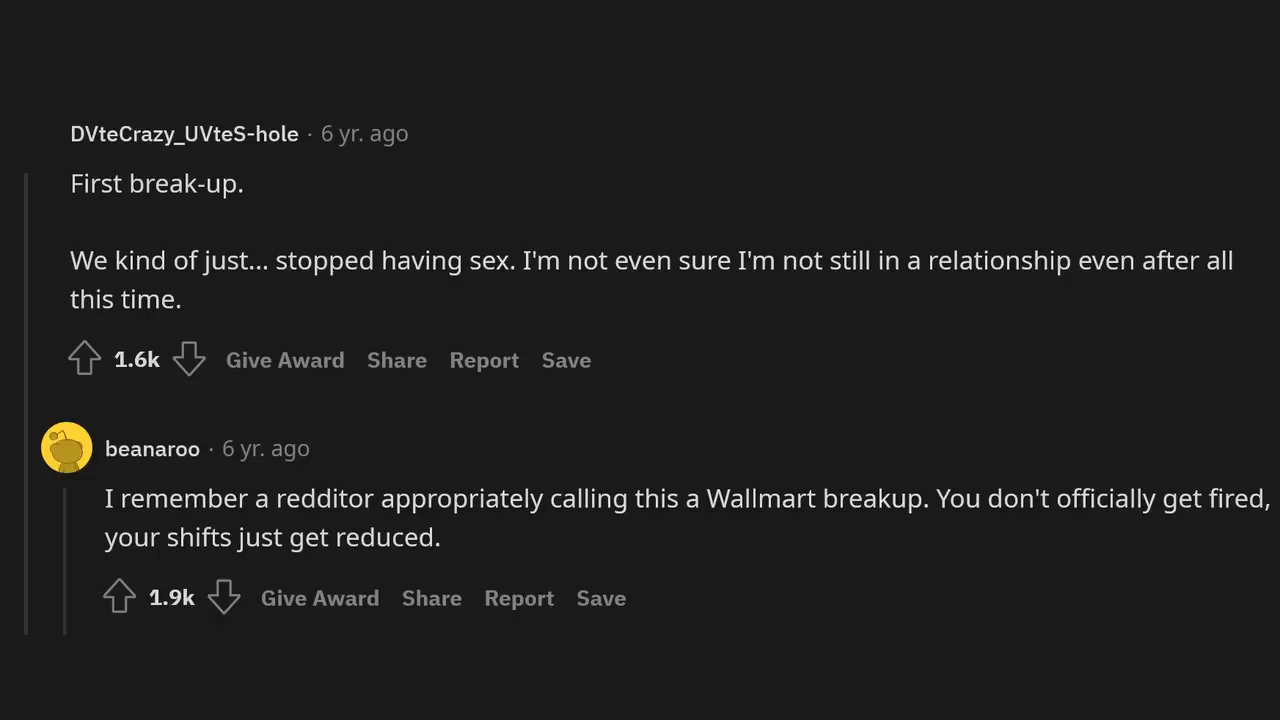 DVteCrazy_UVteS-hole · 6 yr. ago
First break-up.
We kind of just... stopped having sex. I'm not even sure I'm not still in a relationship even after all
this time.
1.6k Give Award Share Report Save
beanaroo · 6 yr. ago
I remember a redditor appropriately calling this a Wallmart breakup. You don't officially get fired,
your shifts just get reduced.
1.9k Give Award Share Report Save